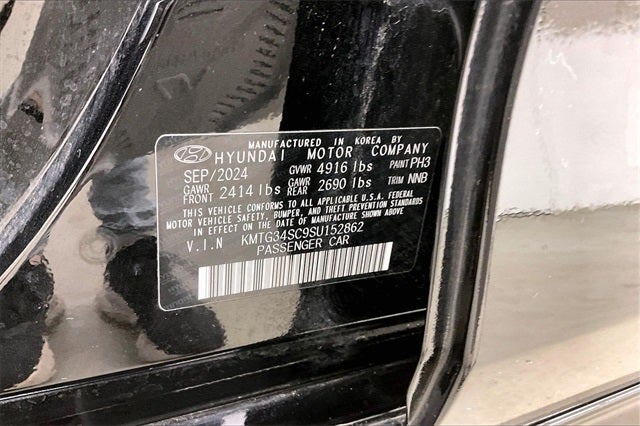 MANUFACTURED IN KOREA BY
HYUNDAI MOTOR COMPANY
SEP/2024 GVWR 4916 lbs PAINT PH3
GAWR FRONT 2414 lbs GAWR REAR 2690 lbs TRIM NNB
THIS VEHICLE CONFORMS TO ALL APPLICABLE U.S.A. FEDERAL
MOTOR VEHICLE SAFETY, BUMPER, AND THEFT PREVENTION STANDARDS
IN EFFECT ON THE DATE OF MANUFACTURE SHOWN ABOVE.
V.I.N KMTG34SC9SU152862
PASSENGER CAR